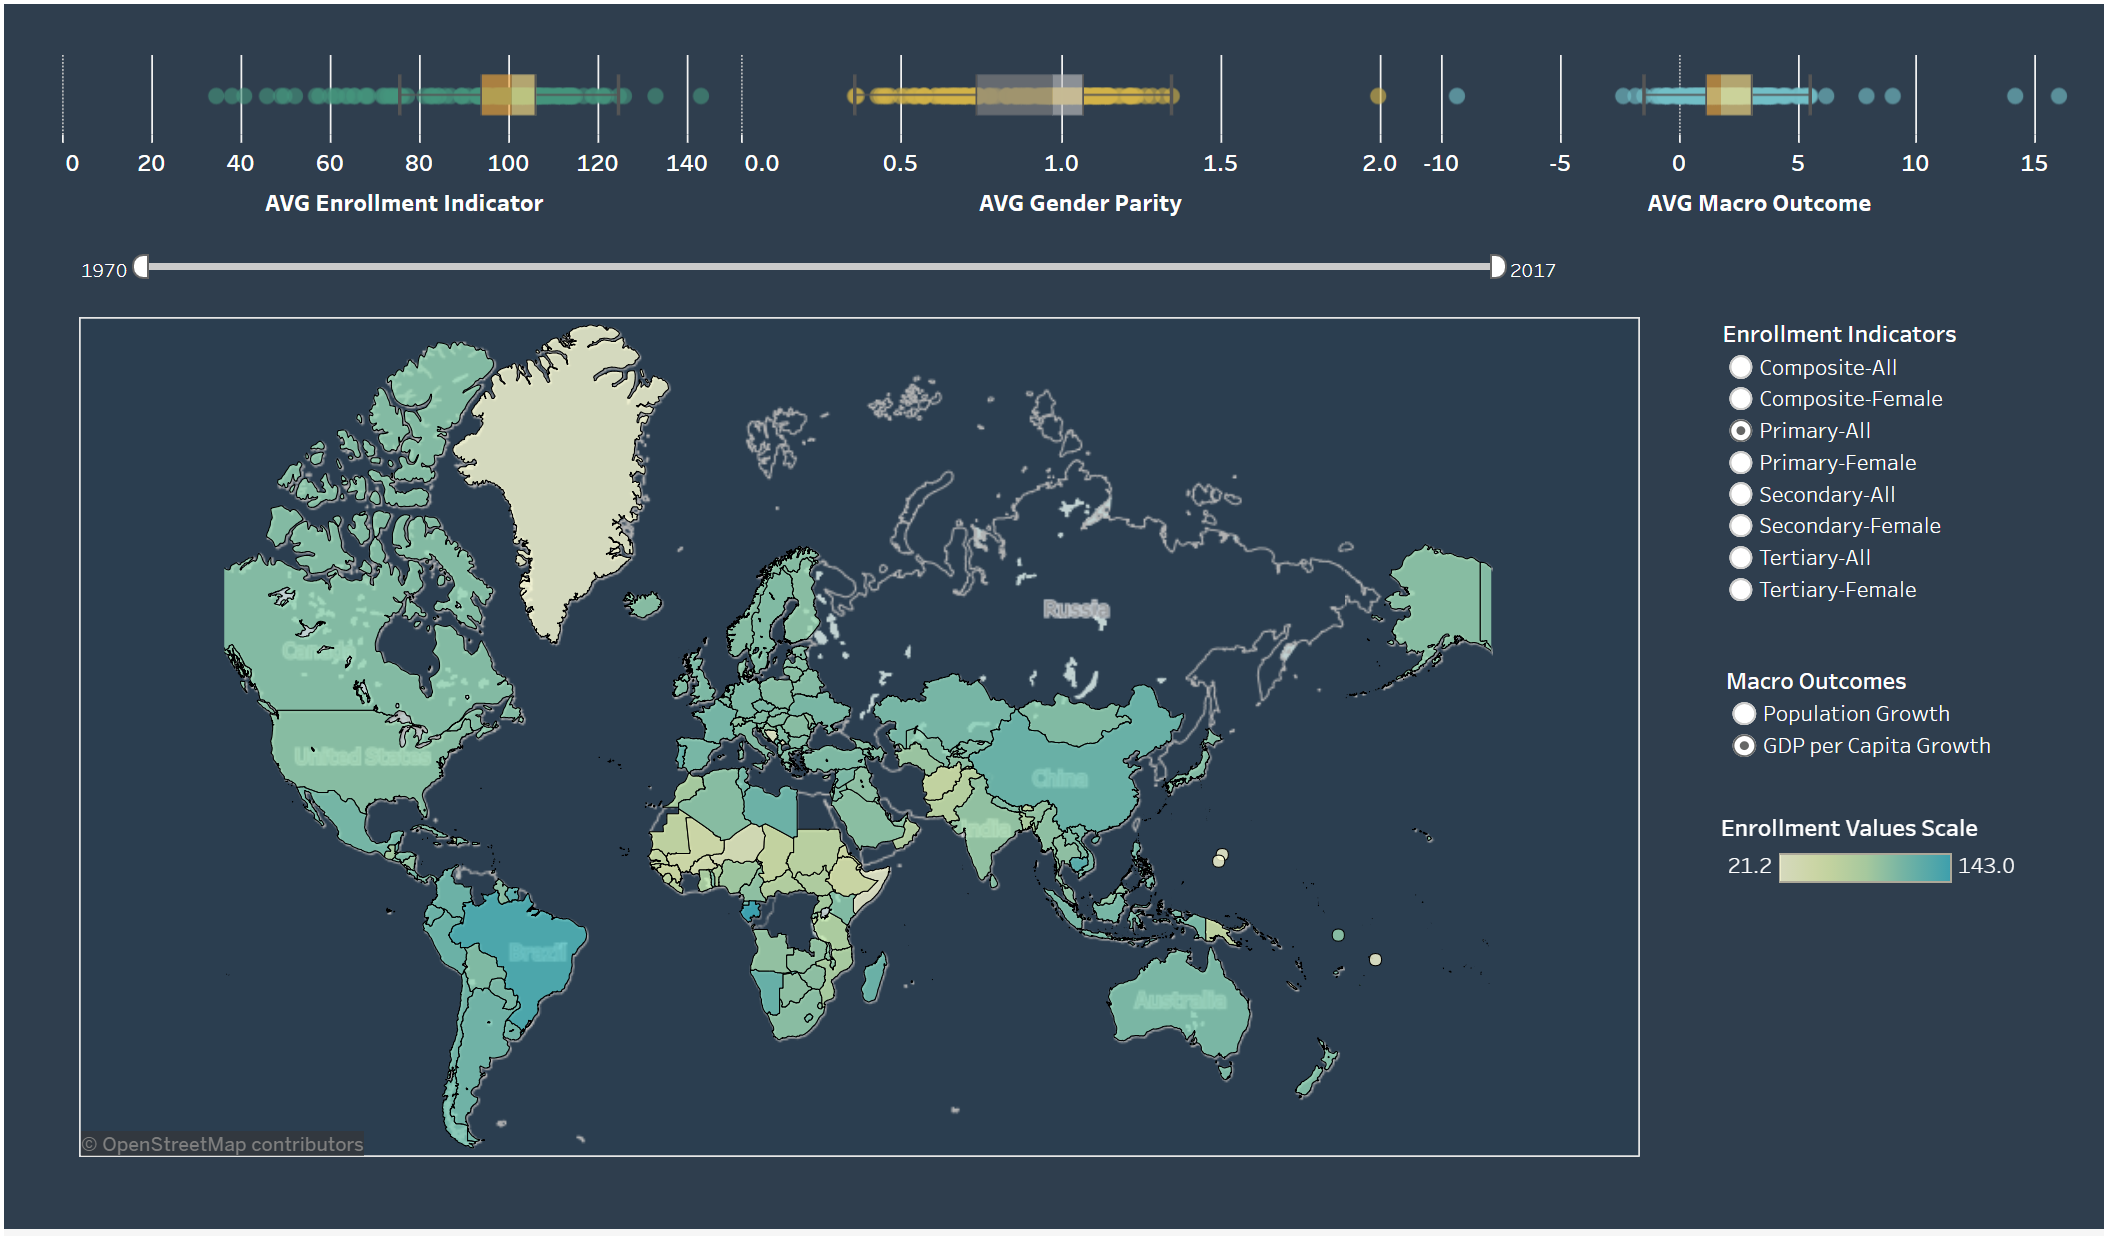 0 20 40 60 80 100 120 140 0.0 0.5 1.0 1.5 2.0 -10 -5 0 5 10 15
AVG Enrollment Indicator AVG Gender Parity AVG Macro Outcome
1970 2017
Enrollment Indicators
Composite-All
Composite-Female
Primary-All
Primary-Female
Secondary-All
Secondary-Female
Tertiary-All
Tertiary-Female
Macro Outcomes
Population Growth
GDP per Capita Growth
Enrollment Values Scale
21.2 143.0
Russia
Canada
United States
China
India
Brazil
Australia
© OpenStreetMap contributors